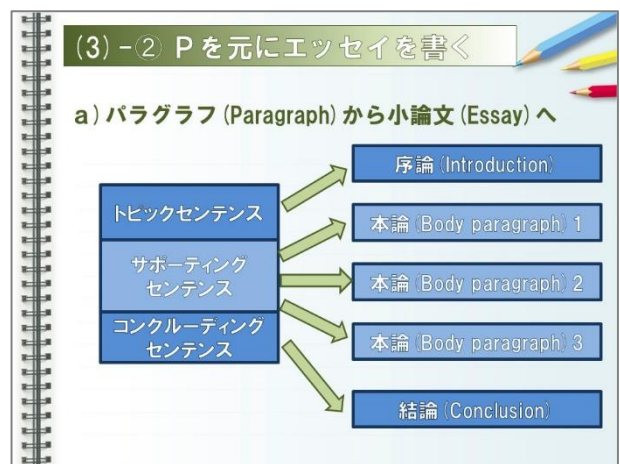 (3)-② Pを元にエッセイを書く
a)パラグラフ(Paragraph)から小論文(Essay)へ
トピックセンテンス
サポーティング
センテンス
コンクルーディング
センテンス
序論(Introduction)
本論(Body paragraph) 1
本論(Body paragraph) 2
本論(Body paragraph) 3
結論(Conclusion)